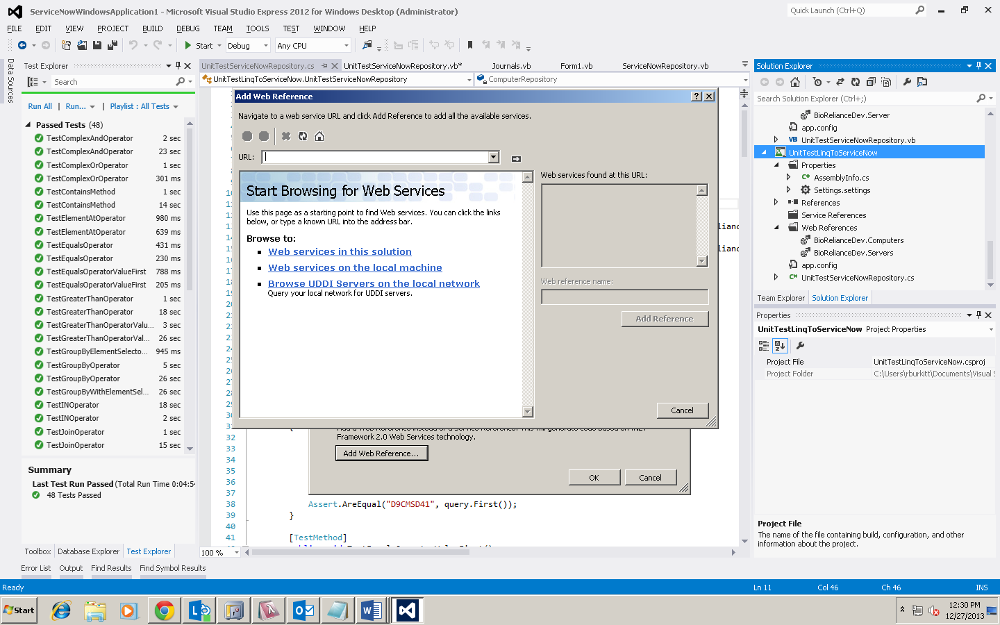 ServiceNowWindowsApplication1 - Microsoft Visual Studio Express 2012 for Windows Desktop (Administrator)
Quick Launch (Ctrl+Q)
FILE EDIT VIEW PROJECT BUILD DEBUG TEAM TOOLS TEST WINDOW HELP
Start Debug Any CPU
Data Sources
Test Explorer
Search
Run All | Run... | Playlist : All Tests
Passed Tests (48)
TestComplexAndOperator 2 sec
TestComplexAndOperator 23 sec
TestComplexOrOperator 1 sec
TestComplexOrOperator 301 ms
TestContainsMethod 1 sec
TestContainsMethod 14 sec
TestElementAtOperator 980 ms
TestElementAtOperator 639 ms
TestEqualsOperator 431 ms
TestEqualsOperator 230 ms
TestEqualsOperatorValueFirst 788 ms
TestEqualsOperatorValueFirst 205 ms
TestGreaterThanOperator 1 sec
TestGreaterThanOperator 18 sec
TestGreaterThanOperatorValu... 3 sec
TestGreaterThanOperatorVal... 26 sec
TestGroupByElementSelecto... 945 ms
TestGroupByOperator 5 sec
TestGroupByOperator 26 sec
TestGroupByWithElementSel... 26 sec
TestINOperator 18 sec
TestINOperator 2 sec
TestJoinOperator 1 sec
TestJoinOperator 15 sec
Summary
Last Test Run Passed (Total Run Time 0:04:54
48 Tests Passed
Toolbox Database Explorer Test Explorer
Error List Output Find Results Find Symbol Results
UnitTestServiceNowRepository.cs UnitTestServiceNowRepository.vb* Journals.vb Form1.vb ServiceNowRepository.vb
UnitTestLinqToServiceNow.UnitTestServiceNowRepository ComputerRepository
Add Web Reference
Navigate to a web service URL and click Add Reference to add all the available services.
URL:
Start Browsing for Web Services
Use this page as a starting point to find Web services. You can click the links
below, or type a known URL into the address bar.
Browse to:
Web services in this solution
Web services on the local machine
Browse UDDI Servers on the local network
Query your local network for UDDI servers.
Web services found at this URL:
Web reference name:
Add Reference
Cancel
lianc
lianc
Framework 2.0 Web Services technology.
Add Web Reference...
OK Cancel
32
33
34
35
36
37
38 Assert.AreEqual("D9CMSD41", query.First());
39 }
40
41 [TestMethod]
100 %
Solution Explorer
Search Solution Explorer (Ctrl+;)
BioRelianceDev.Server
app.config
UnitTestServiceNowRepository.vb
UnitTestLinqToServiceNow
Properties
AssemblyInfo.cs
Settings.settings
References
Service References
Web References
BioRelianceDev.Computers
BioRelianceDev.Servers
app.config
UnitTestServiceNowRepository.cs
Team Explorer Solution Explorer
Properties
UnitTestLinqToServiceNow Project Properties
Project File UnitTestLinqToServiceNow.csproj
Project Folder C:\Users\rburkitt\Documents\Visual S
Project File
The name of the file containing build, configuration, and other
information about the project.
Ready Ln 11 Col 46 Ch 46 INS
Start
12:30 PM
12/27/2013